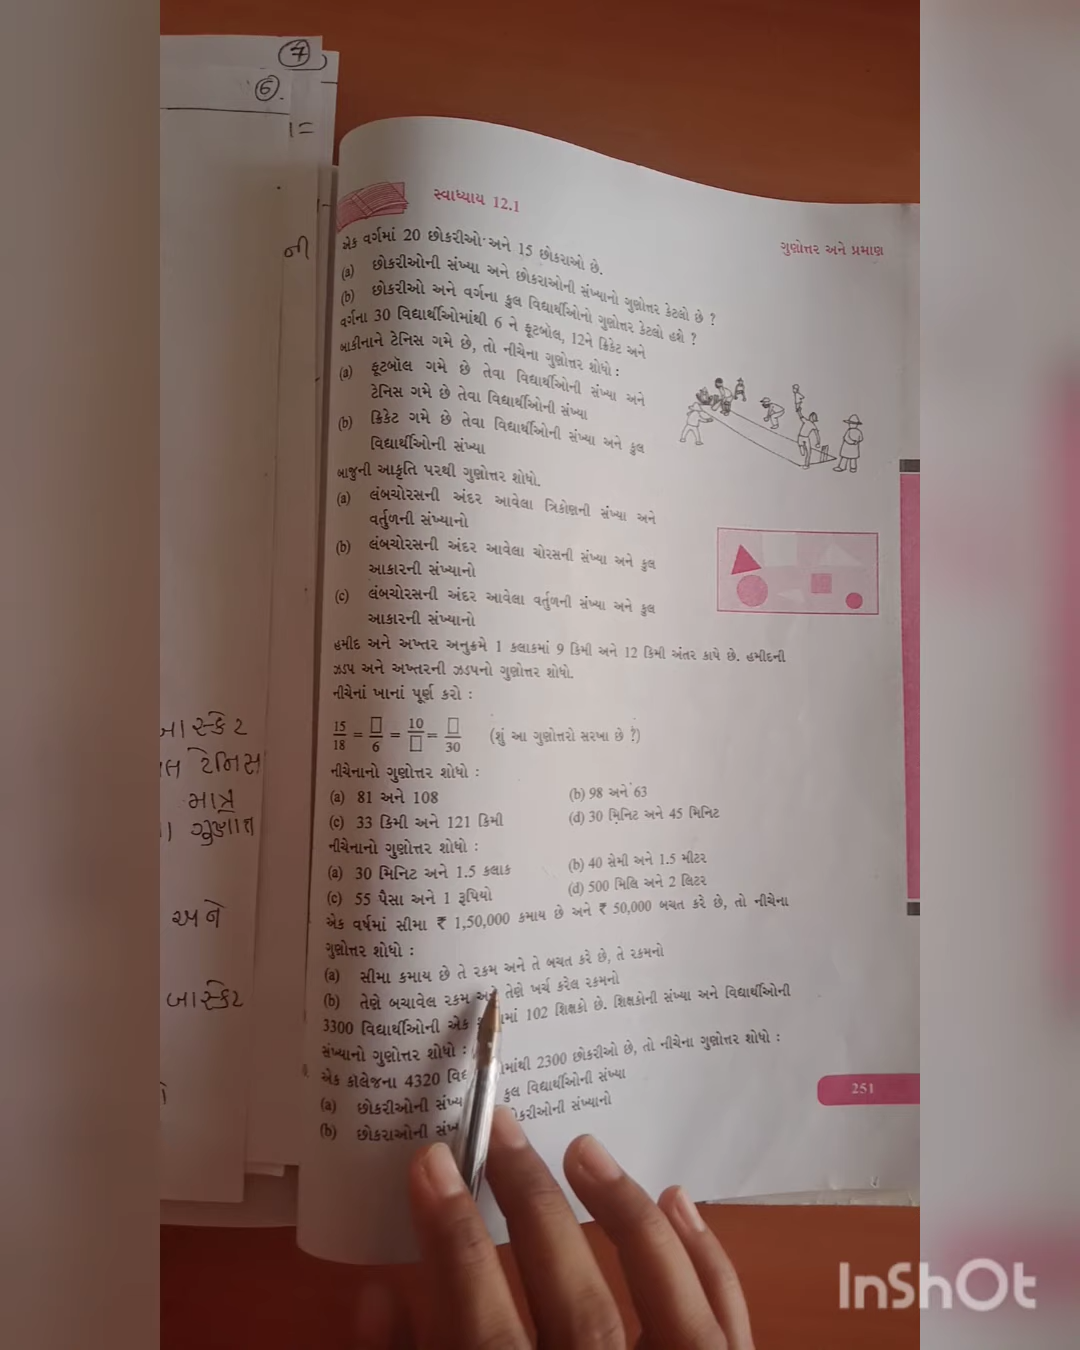 7
6.
1=
ની
સ્વાધ્યાય 12.1
ગુણોત્તર અને પ્રમાણ
એક વર્ગમાં 20 છોકરીઓ અને 15 છોકરાઓ છે.
(a) છોકરીઓની સંખ્યા અને છોકરાઓની સંખ્યાનો ગુણોત્તર કેટલો છે ?
(b) છોકરીઓ અને વર્ગના કુલ વિદ્યાર્થીઓનો ગુણોત્તર કેટલો હશે ?
વર્ગના 30 વિદ્યાર્થીઓમાંથી 6 ને ફૂટબોલ, 12ને ક્રિકેટ અને
બાકીનાને ટેનિસ ગમે છે, તો નીચેના ગુણોત્તર શોધો :
(a) ફૂટબૉલ ગમે છે તેવા વિદ્યાર્થીઓની સંખ્યા અને
ટેનિસ ગમે છે તેવા વિદ્યાર્થીઓની સંખ્યા
(b) ક્રિકેટ ગમે છે તેવા વિદ્યાર્થીઓની સંખ્યા અને કુલ
વિદ્યાર્થીઓની સંખ્યા
બાજુની આકૃતિ પરથી ગુણોત્તર શોધો.
(a) લંબચોરસની અંદર આવેલા ત્રિકોણની સંખ્યા અને
વર્તુળની સંખ્યાનો
(b) લંબચોરસની અંદર આવેલા ચોરસની સંખ્યા અને કુલ
આકારની સંખ્યાનો
(c) લંબચોરસની અંદર આવેલા વર્તુળની સંખ્યા અને કુલ
આકારની સંખ્યાનો
હમીદ અને અખ્તર અનુક્રમે 1 કલાકમાં 9 કિમી અને 12 કિમી અંતર કાપે છે. હમીદની
ઝડપ અને અખ્તરની ઝડપનો ગુણોત્તર શોધો.
નીચેનાં ખાનાં પૂર્ણ કરો :
15/18 = □/6 = 10/□ = □/30 (શું આ ગુણોત્તરો સરખા છે ?)
નીચેનાનો ગુણોત્તર શોધો :
(a) 81 અને 108 (b) 98 અને 63
(c) 33 કિમી અને 121 કિમી (d) 30 મિનિટ અને 45 મિનિટ
નીચેનાનો ગુણોત્તર શોધો :
(a) 30 મિનિટ અને 1.5 કલાક (b) 40 સેમી અને 1.5 મીટર
(c) 55 પૈસા અને 1 રૂપિયો (d) 500 મિલિ અને 2 લિટર
એક વર્ષમાં સીમા ₹ 1,50,000 કમાય છે અને ₹ 50,000 બચત કરે છે, તો નીચેના
ગુણોત્તર શોધો :
(a) સીમા કમાય છે તે રકમ અને તે બચત કરે છે, તે રકમનો
(b) તેણે બચાવેલ રકમ અને તેણે ખર્ચ કરેલ રકમનો
3300 વિદ્યાર્થીઓની એક માં 102 શિક્ષકો છે. શિક્ષકોની સંખ્યા અને વિદ્યાર્થીઓની
સંખ્યાનો ગુણોત્તર શોધો :
એક કૉલેજના 4320 માંથી 2300 છોકરીઓ છે, તો નીચેના ગુણોત્તર શોધો :
(a) છોકરીઓની કુલ વિદ્યાર્થીઓની સંખ્યા
(b) છોકરાઓની સંખ્યાનો
251
બાસ્કેટ
ટેનિસ
માત્ર
અને
બાસ્કેટ
InShOt